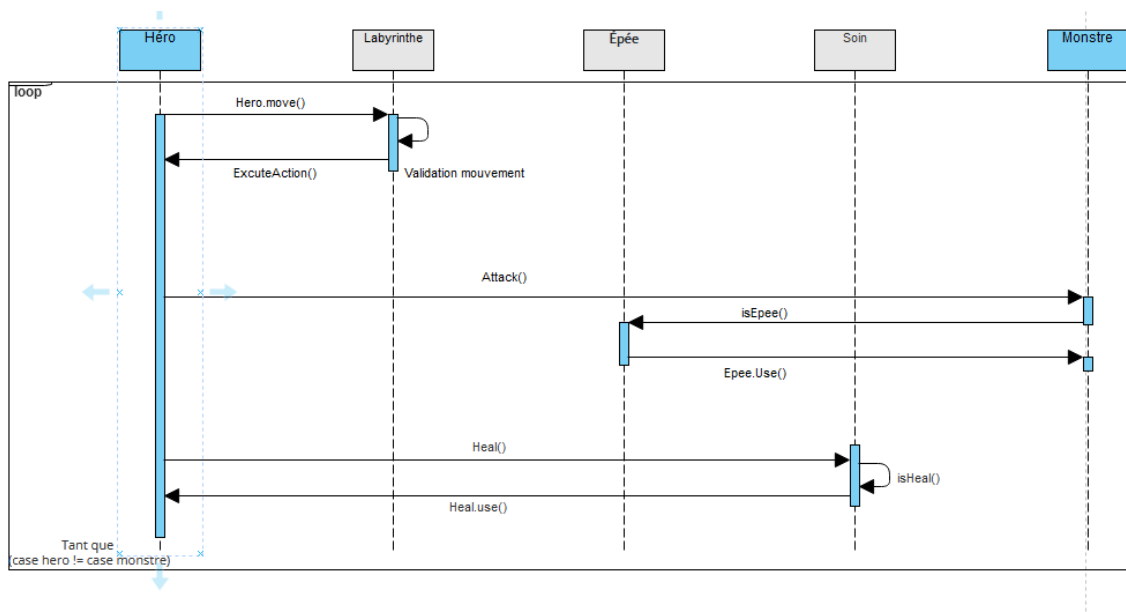 Héro
Labyrinthe
Épée
Soin
Monstre
loop
Hero.move()
ExcuteAction()
Validation mouvement
Attack()
isEpee()
Epee.Use()
Heal()
isHeal()
Heal.use()
Tant que
(case hero != case monstre)